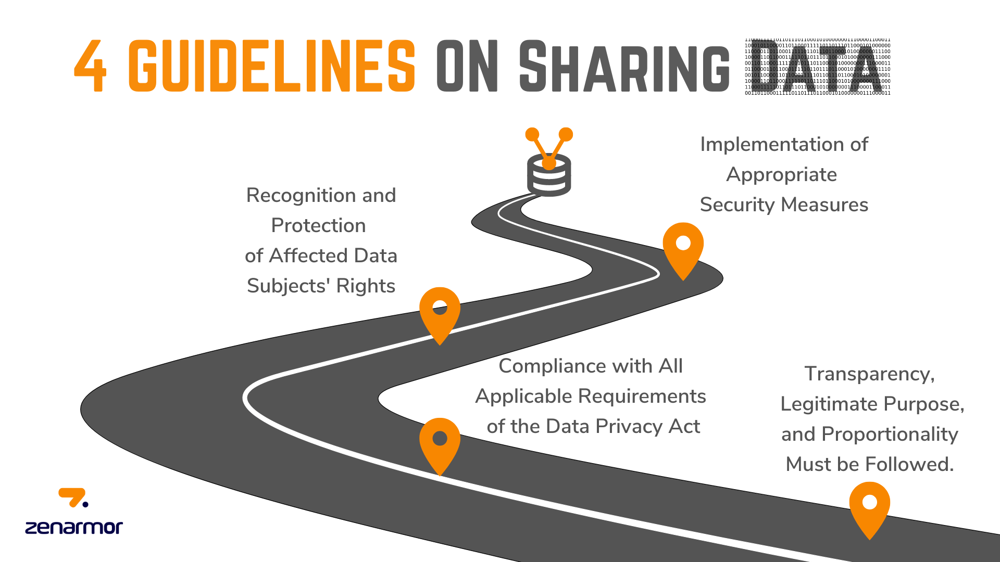 4 GUIDELINES ON SHARING DATA
Implementation of
Appropriate
Security Measures
Recognition and
Protection
of Affected Data
Subjects' Rights
Compliance with All
Applicable Requirements
of the Data Privacy Act
Transparency,
Legitimate Purpose,
and Proportionality
Must be Followed.
zenarmor